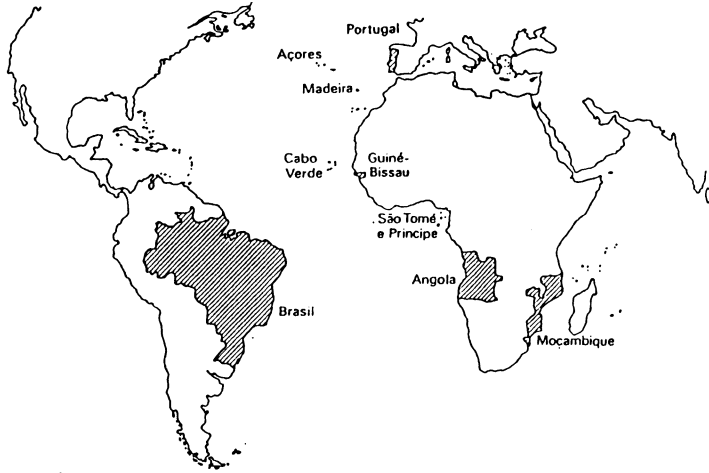 Portugal
Açores
Madeira
Cabo
Verde
Guiné-
Bissau
São Tomé
e Principe
Angola
Brasil
Moçambique